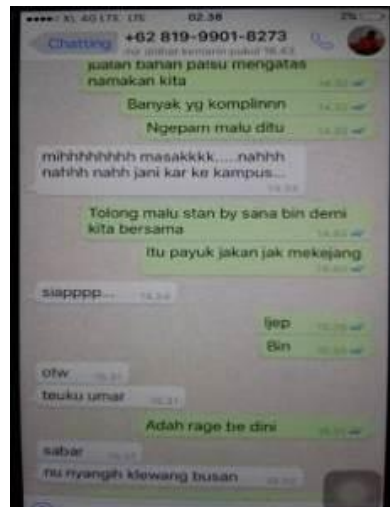 XL 4G LTE LTE 02.38 2%
Chatting +62 819-9901-8273
jualan bahan palsu mengatas
namakan kita
Banyak yg komplinnn
Ngepam malu ditu
mihhhhhhhh masakkkk.....nahhh
nahhh nahh jani kar ke kampus...
Tolong malu stan by sana bin demi
kita bersama
Itu payuk jakan jak mekejang
siapppp...
Ijep
Bin
otw
teuku umar
Adah rage be dini
sabar
nu nyangih klewang busan